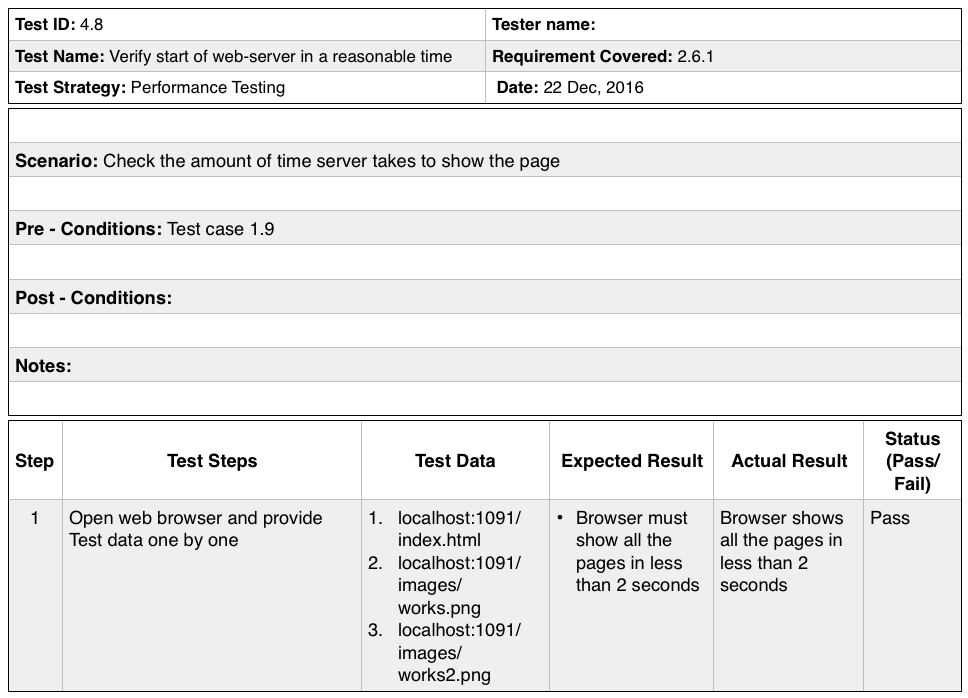 Test ID: 4.8
Tester name:
Test Name: Verify start of web-server in a reasonable time
Requirement Covered: 2.6.1
Test Strategy: Performance Testing
Date: 22 Dec, 2016
Scenario: Check the amount of time server takes to show the page
Pre - Conditions: Test case 1.9
Post - Conditions:
Notes:
Step
Test Steps
Test Data
Expected Result
Actual Result
Status
(Pass/
Fail)
1
Open web browser and provide
Test data one by one
1. localhost:1091/
index.html
2. localhost:1091/
images/
works.png
3. localhost:1091/
images/
works2.png
• Browser must
show all the
pages in less
than 2 seconds
Browser shows
all the pages in
less than 2
seconds
Pass